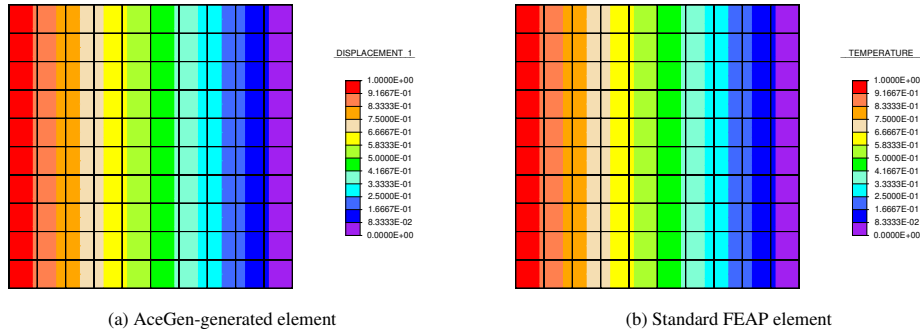 DISPLACEMENT 1
1.0000E+00
9.1667E-01
8.3333E-01
7.5000E-01
6.6667E-01
5.8333E-01
5.0000E-01
4.1667E-01
3.3333E-01
2.5000E-01
1.6667E-01
8.3333E-02
0.0000E+00
(a) AceGen-generated element
TEMPERATURE
1.0000E+00
9.1667E-01
8.3333E-01
7.5000E-01
6.6667E-01
5.8333E-01
5.0000E-01
4.1667E-01
3.3333E-01
2.5000E-01
1.6667E-01
8.3333E-02
0.0000E+00
(b) Standard FEAP element